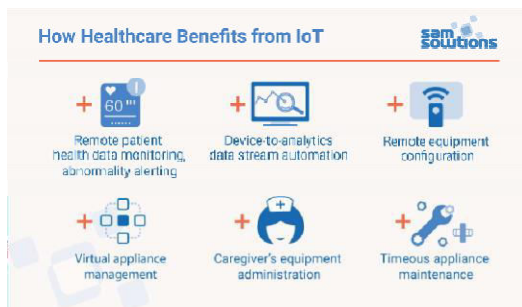 How Healthcare Benefits from IoT
sam
solutions
60
Remote patient
health data monitoring,
abnormality alerting
Device-to-analytics
data stream automation
Remote equipment
configuration
Virtual appliance
management
Caregiver's equipment
administration
Timeous appliance
maintenance